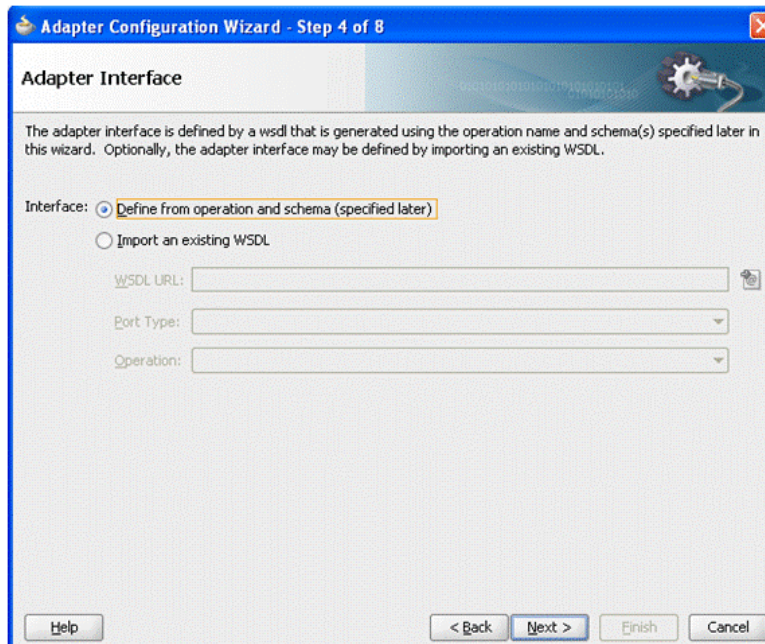 Adapter Configuration Wizard - Step 4 of 8
Adapter Interface
The adapter interface is defined by a wsdl that is generated using the operation name and schema(s) specified later in
this wizard. Optionally, the adapter interface may be defined by importing an existing WSDL.
Interface: Define from operation and schema (specified later)
Import an existing WSDL
WSDL URL:
Port Type:
Operation:
Help < Back Next > Finish Cancel